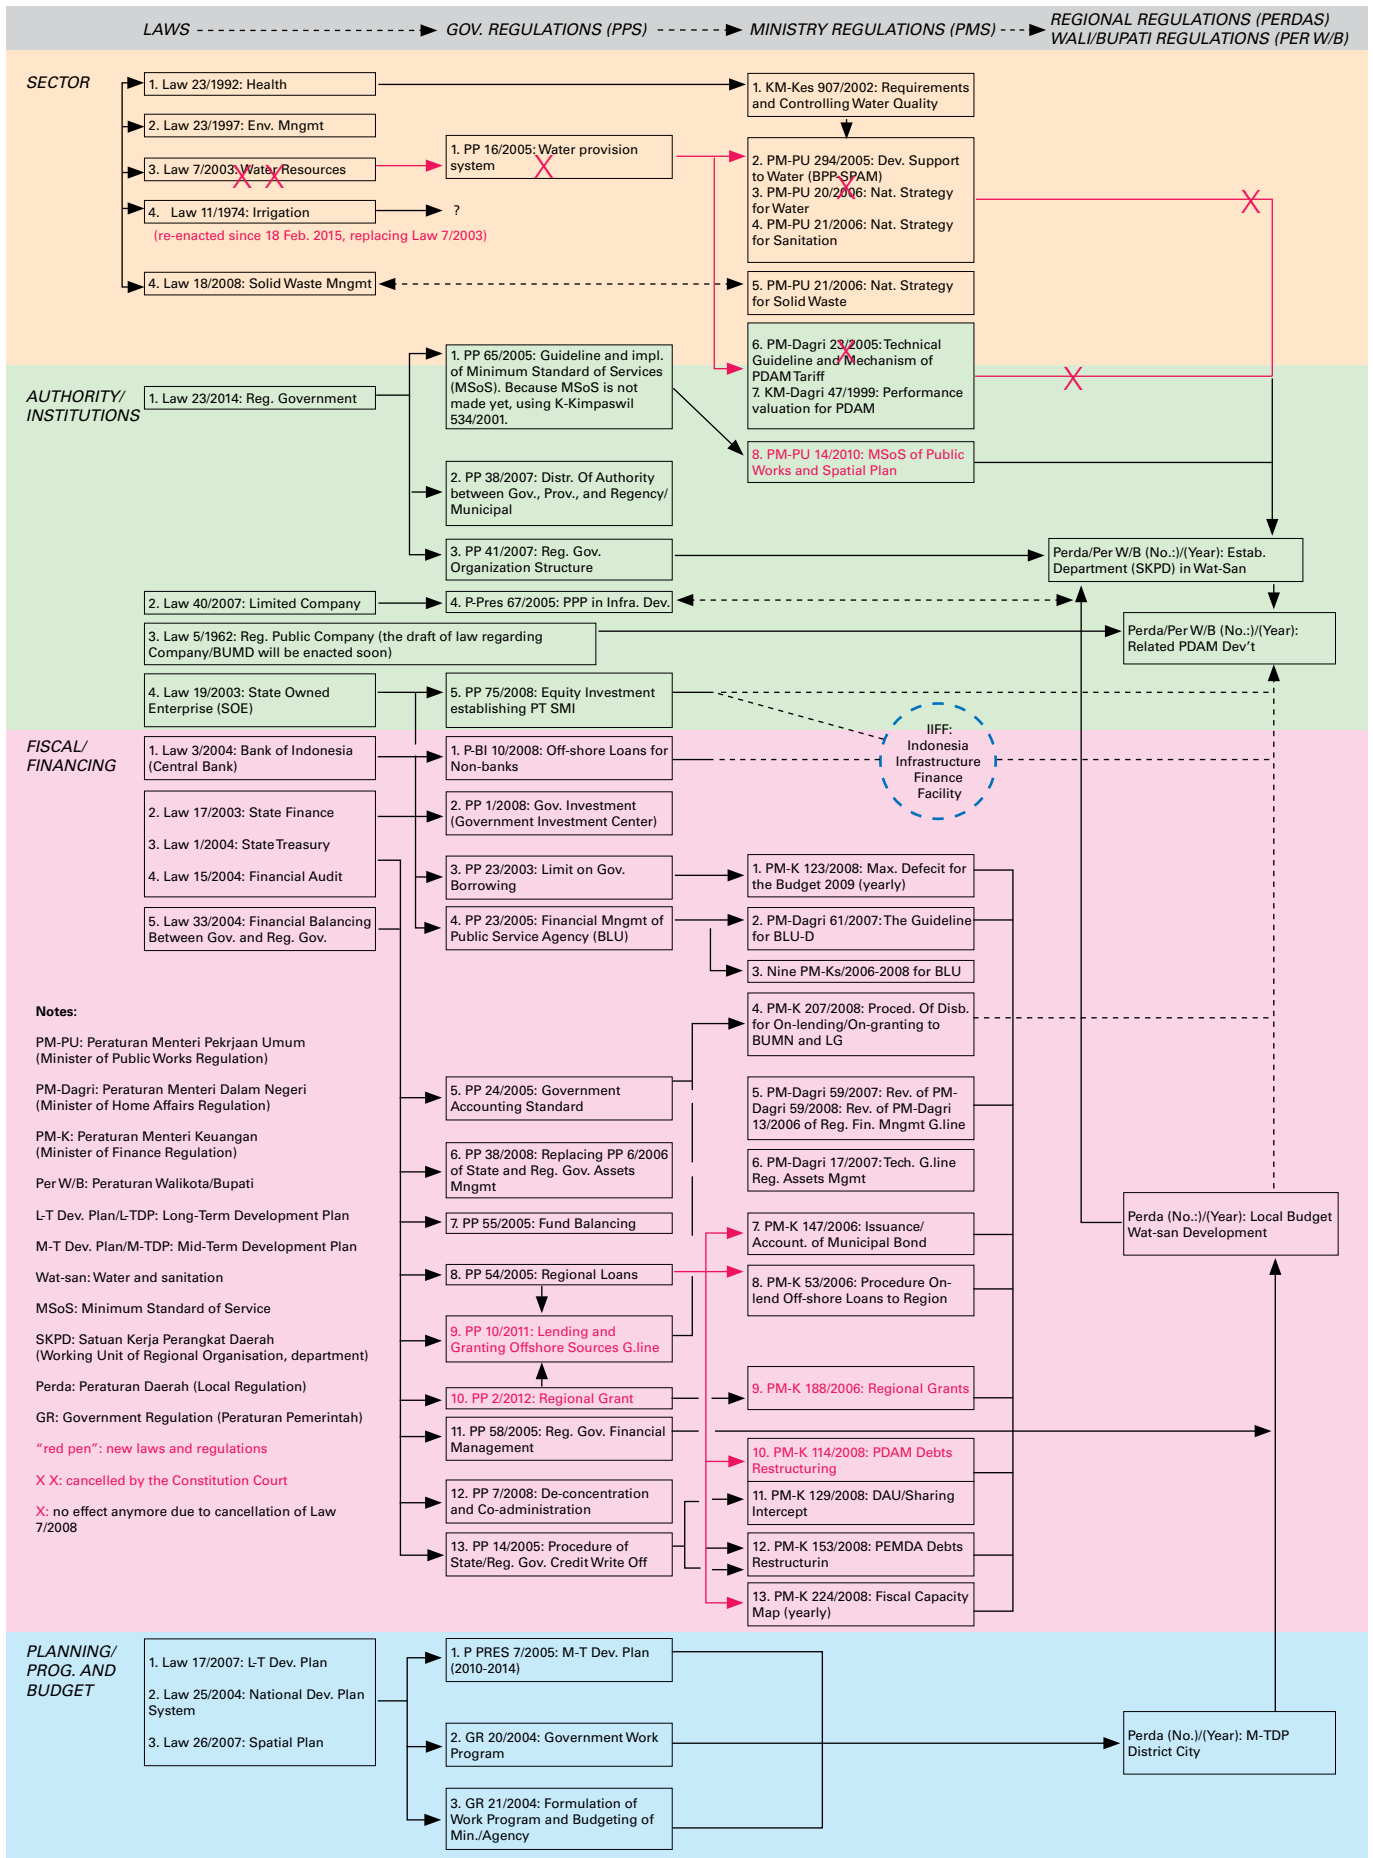 LAWS
GOV. REGULATIONS (PPS)
MINISTRY REGULATIONS (PMS)
REGIONAL REGULATIONS (PERDAS)
WALI/BUPATI REGULATIONS (PER W/B)
SECTOR
1. Law 23/1992: Health
2. Law 23/1997: Env. Mngmt
3. Law 7/2003: Water Resources
X X
4. Law 11/1974: Irrigation
?
(re-enacted since 18 Feb. 2015, replacing Law 7/2003)
4. Law 18/2008: Solid Waste Mngmt
1. PP 16/2005: Water provision
system
X
1. KM-Kes 907/2002: Requirements
and Controlling Water Quality
2. PM-PU 294/2005: Dev. Support
to Water (BPP-SPAM)
3. PM-PU 20/2006: Nat. Strategy
for Water
4. PM-PU 21/2006: Nat. Strategy
for Sanitation
X
X
5. PM-PU 21/2006: Nat. Strategy
for Solid Waste
6. PM-Dagri 23/2005: Technical
Guideline and Mechanism of
PDAM Tariff
7. KM-Dagri 47/1999: Performance
valuation for PDAM
X
X
AUTHORITY/
INSTITUTIONS
1. Law 23/2014: Reg. Government
1. PP 65/2005: Guideline and impl.
of Minimum Standard of Services
(MSoS). Because MSoS is not
made yet, using K-Kimpaswil
534/2001.
8. PM-PU 14/2010: MSoS of Public
Works and Spatial Plan
2. PP 38/2007: Distr. Of Authority
between Gov., Prov., and Regency/
Municipal
3. PP 41/2007: Reg. Gov.
Organization Structure
Perda/Per W/B (No.:)/(Year): Estab.
Department (SKPD) in Wat-San
2. Law 40/2007: Limited Company
4. P-Pres 67/2005: PPP in Infra. Dev.
3. Law 5/1962: Reg. Public Company (the draft of law regarding
Company/BUMD will be enacted soon)
Perda/Per W/B (No.:)/(Year):
Related PDAM Dev't
4. Law 19/2003: State Owned
Enterprise (SOE)
5. PP 75/2008: Equity Investment
establishing PT SMI
IIFF:
Indonesia
Infrastructure
Finance
Facility
FISCAL/
FINANCING
1. Law 3/2004: Bank of Indonesia
(Central Bank)
2. Law 17/2003: State Finance
3. Law 1/2004: State Treasury
4. Law 15/2004: Financial Audit
5. Law 33/2004: Financial Balancing
Between Gov. and Reg. Gov.
1. P-BI 10/2008: Off-shore Loans for
Non-banks
2. PP 1/2008: Gov. Investment
(Government Investment Center)
3. PP 23/2003: Limit on Gov.
Borrowing
4. PP 23/2005: Financial Mngmt of
Public Service Agency (BLU)
5. PP 24/2005: Government
Accounting Standard
6. PP 38/2008: Replacing PP 6/2006
of State and Reg. Gov. Assets
Mngmt
7. PP 55/2005: Fund Balancing
8. PP 54/2005: Regional Loans
9. PP 10/2011: Lending and
Granting Offshore Sources G.line
10. PP 2/2012: Regional Grant
11. PP 58/2005: Reg. Gov. Financial
Management
12. PP 7/2008: De-concentration
and Co-administration
13. PP 14/2005: Procedure of
State/Reg. Gov. Credit Write Off
1. PM-K 123/2008: Max. Defecit for
the Budget 2009 (yearly)
2. PM-Dagri 61/2007: The Guideline
for BLU-D
3. Nine PM-Ks/2006-2008 for BLU
4. PM-K 207/2008: Proced. Of Disb.
for On-lending/On-granting to
BUMN and LG
5. PM-Dagri 59/2007: Rev. of PM-
Dagri 59/2008: Rev. of PM-Dagri
13/2006 of Reg. Fin. Mngmt G.line
6. PM-Dagri 17/2007: Tech. G.line
Reg. Assets Mgmt
7. PM-K 147/2006: Issuance/
Account. of Municipal Bond
8. PM-K 53/2006: Procedure On-
lend Off-shore Loans to Region
9. PM-K 188/2006: Regional Grants
10. PM-K 114/2008: PDAM Debts
Restructuring
11. PM-K 129/2008: DAU/Sharing
Intercept
12. PM-K 153/2008: PEMDA Debts
Restructurin
13. PM-K 224/2008: Fiscal Capacity
Map (yearly)
Perda (No.:)/(Year): Local Budget
Wat-san Development
Notes:
PM-PU: Peraturan Menteri Pekrjaan Umum
(Minister of Public Works Regulation)
PM-Dagri: Peraturan Menteri Dalam Negeri
(Minister of Home Affairs Regulation)
PM-K: Peraturan Menteri Keuangan
(Minister of Finance Regulation)
Per W/B: Peraturan Walikota/Bupati
L-T Dev. Plan/L-TDP: Long-Term Development Plan
M-T Dev. Plan/M-TDP: Mid-Term Development Plan
Wat-san: Water and sanitation
MSoS: Minimum Standard of Service
SKPD: Satuan Kerja Perangkat Daerah
(Working Unit of Regional Organisation, department)
Perda: Peraturan Daerah (Local Regulation)
GR: Government Regulation (Peraturan Pemerintah)
“red pen”: new laws and regulations
X X: cancelled by the Constitution Court
X: no effect anymore due to cancellation of Law
7/2008
PLANNING/
PROG. AND
BUDGET
1. Law 17/2007: L-T Dev. Plan
2. Law 25/2004: National Dev. Plan
System
3. Law 26/2007: Spatial Plan
1. P PRES 7/2005: M-T Dev. Plan
(2010-2014)
2. GR 20/2004: Government Work
Program
3. GR 21/2004: Formulation of
Work Program and Budgeting of
Min./Agency
Perda (No.)/(Year): M-TDP
District City